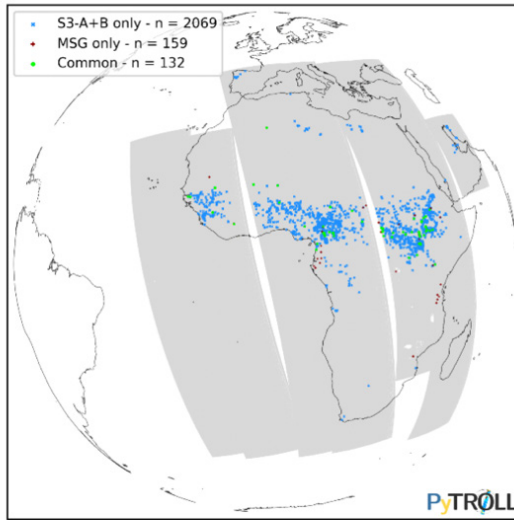 S3-A+B only - n = 2069
MSG only - n = 159
Common - n = 132
PyTROLL